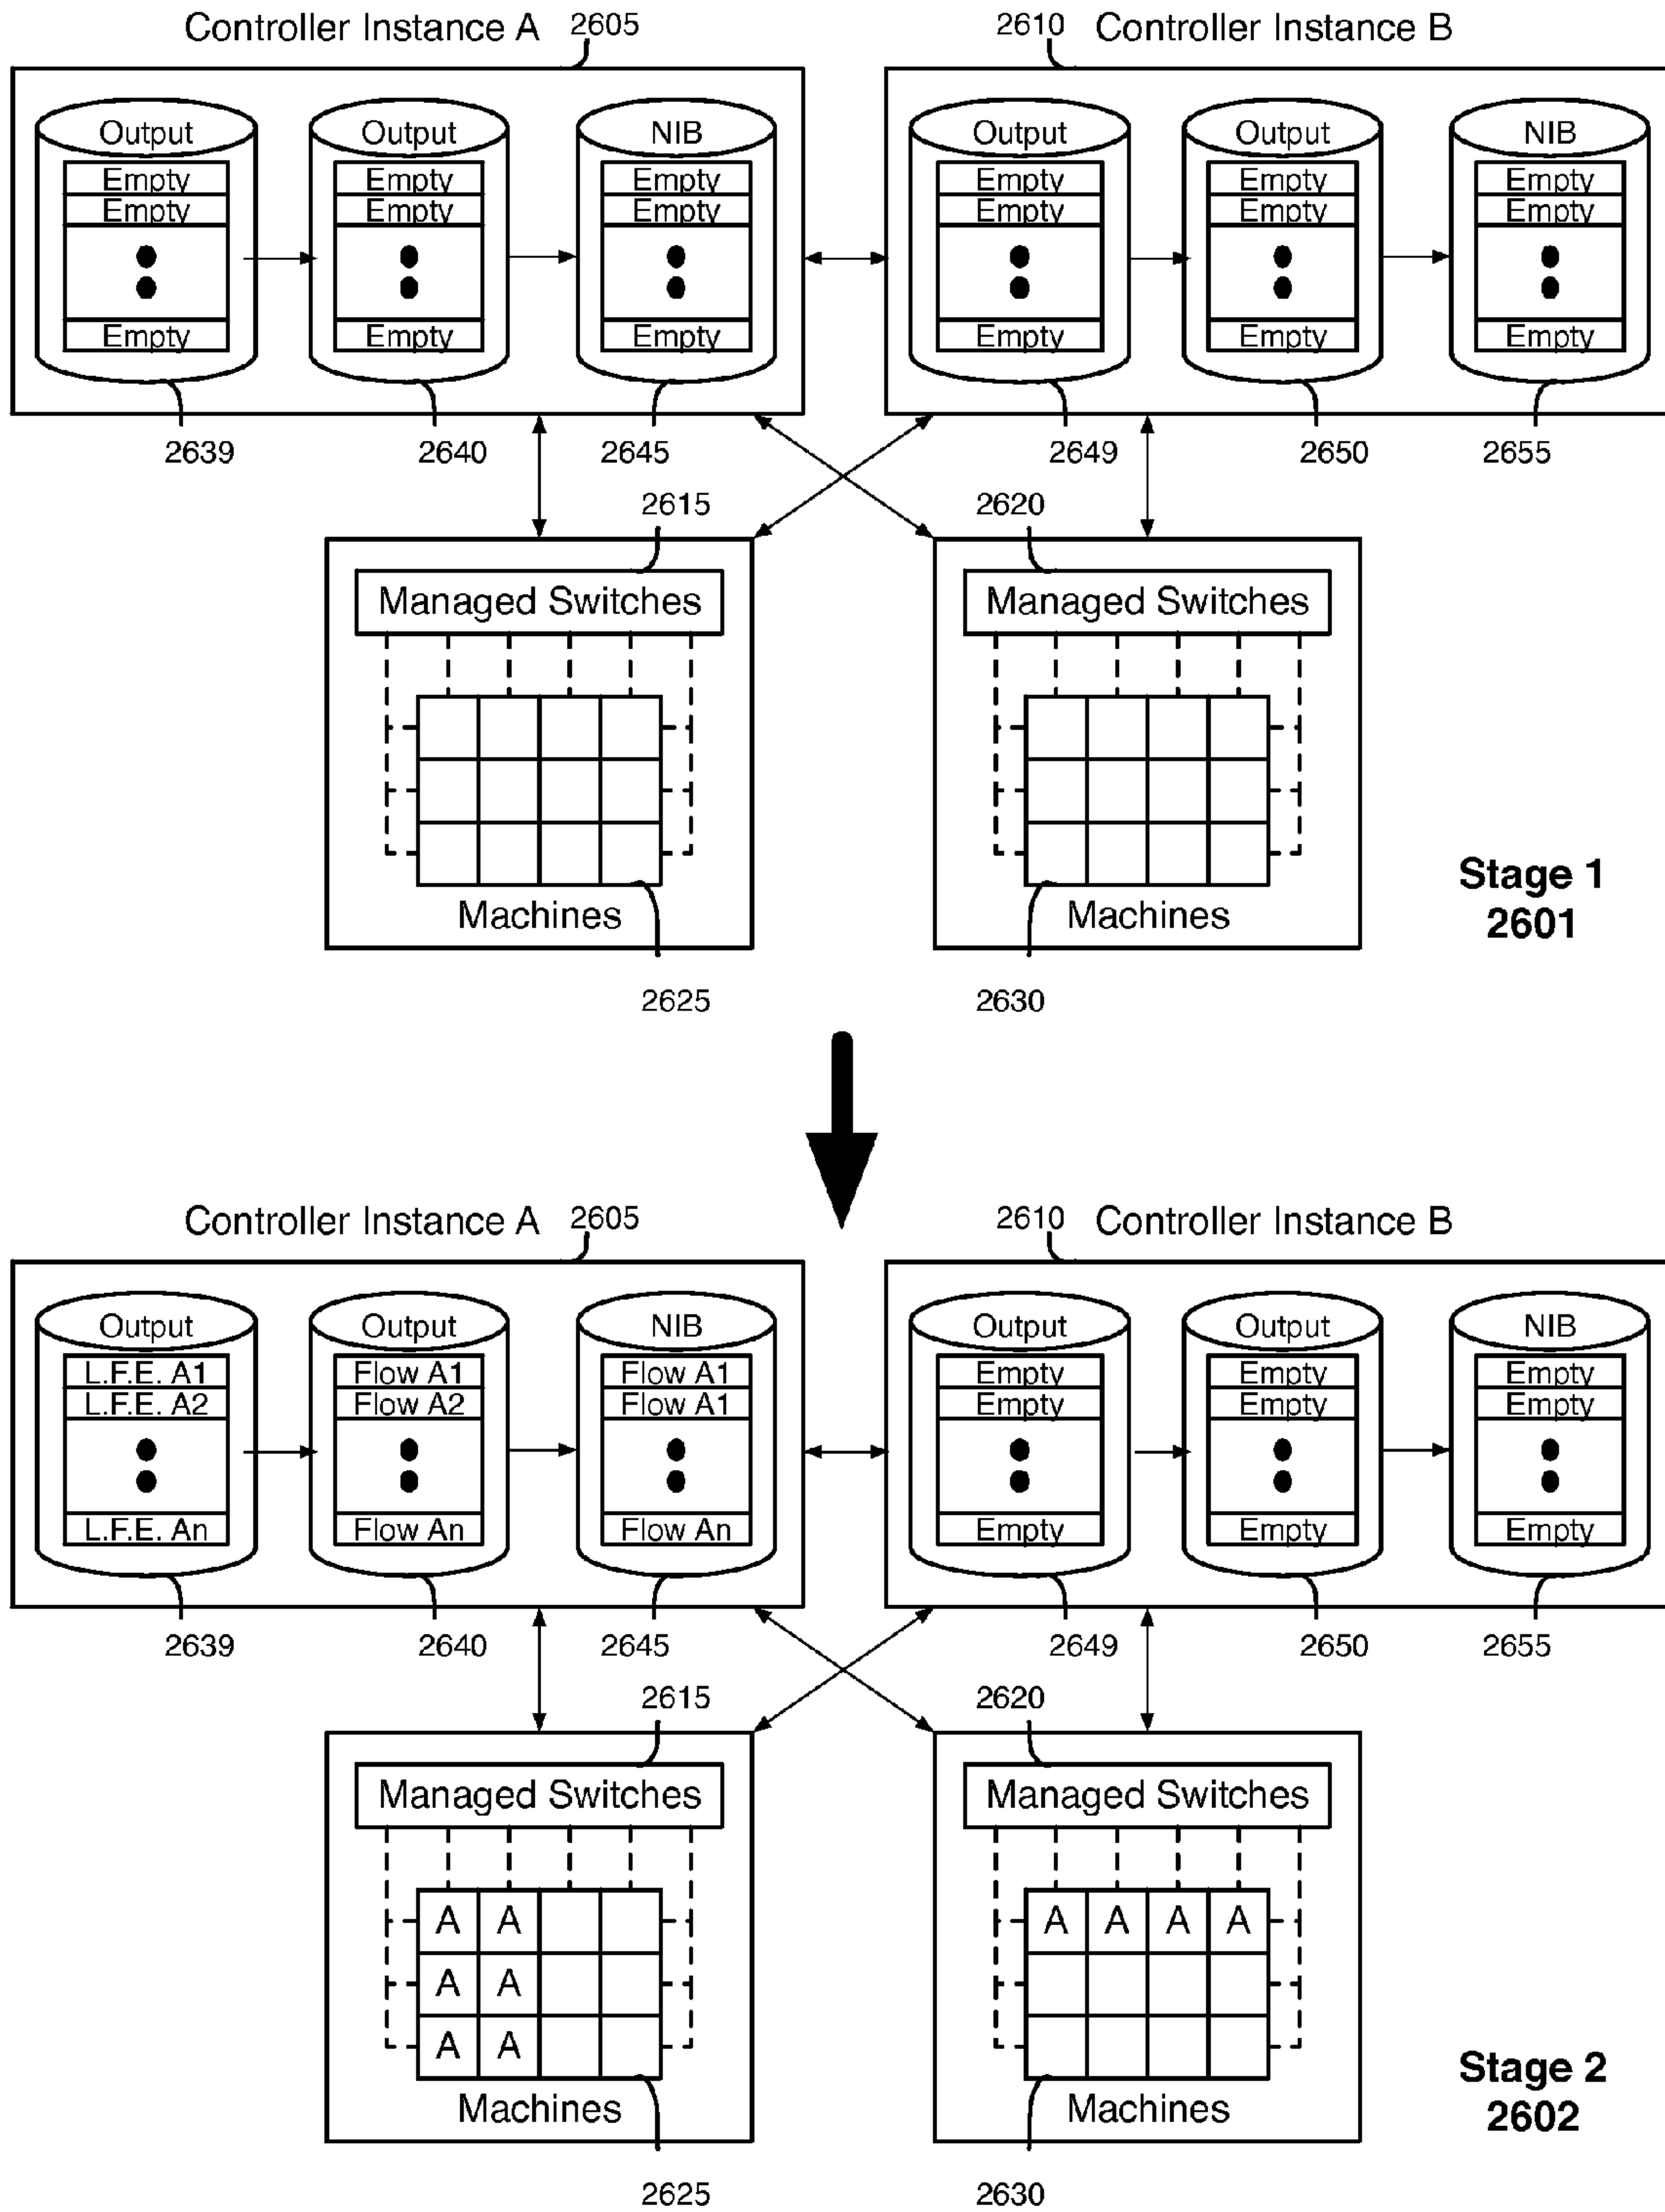 Controller Instance A 2605
2610 Controller Instance B
Output Output NIB
Output Output NIB
Empty Empty Empty
Empty Empty Empty
Empty Empty Empty
Empty Empty Empty
Empty Empty Empty
Empty Empty Empty
2639 2640 2645
2649 2650 2655
2615 2620
Managed Switches
Managed Switches
Machines
Machines
Stage 1
2601
2625 2630
Controller Instance A 2605
2610 Controller Instance B
Output Output NIB
Output Output NIB
L.F.E. A1 Flow A1 Flow A1
Empty Empty Empty
L.F.E. A2 Flow A2 Flow A1
Empty Empty Empty
L.F.E. An Flow An Flow An
Empty Empty Empty
2639 2640 2645
2649 2650 2655
2615 2620
Managed Switches
Managed Switches
A A
A A A A
A A
A A
Machines
Machines
Stage 2
2602
2625 2630